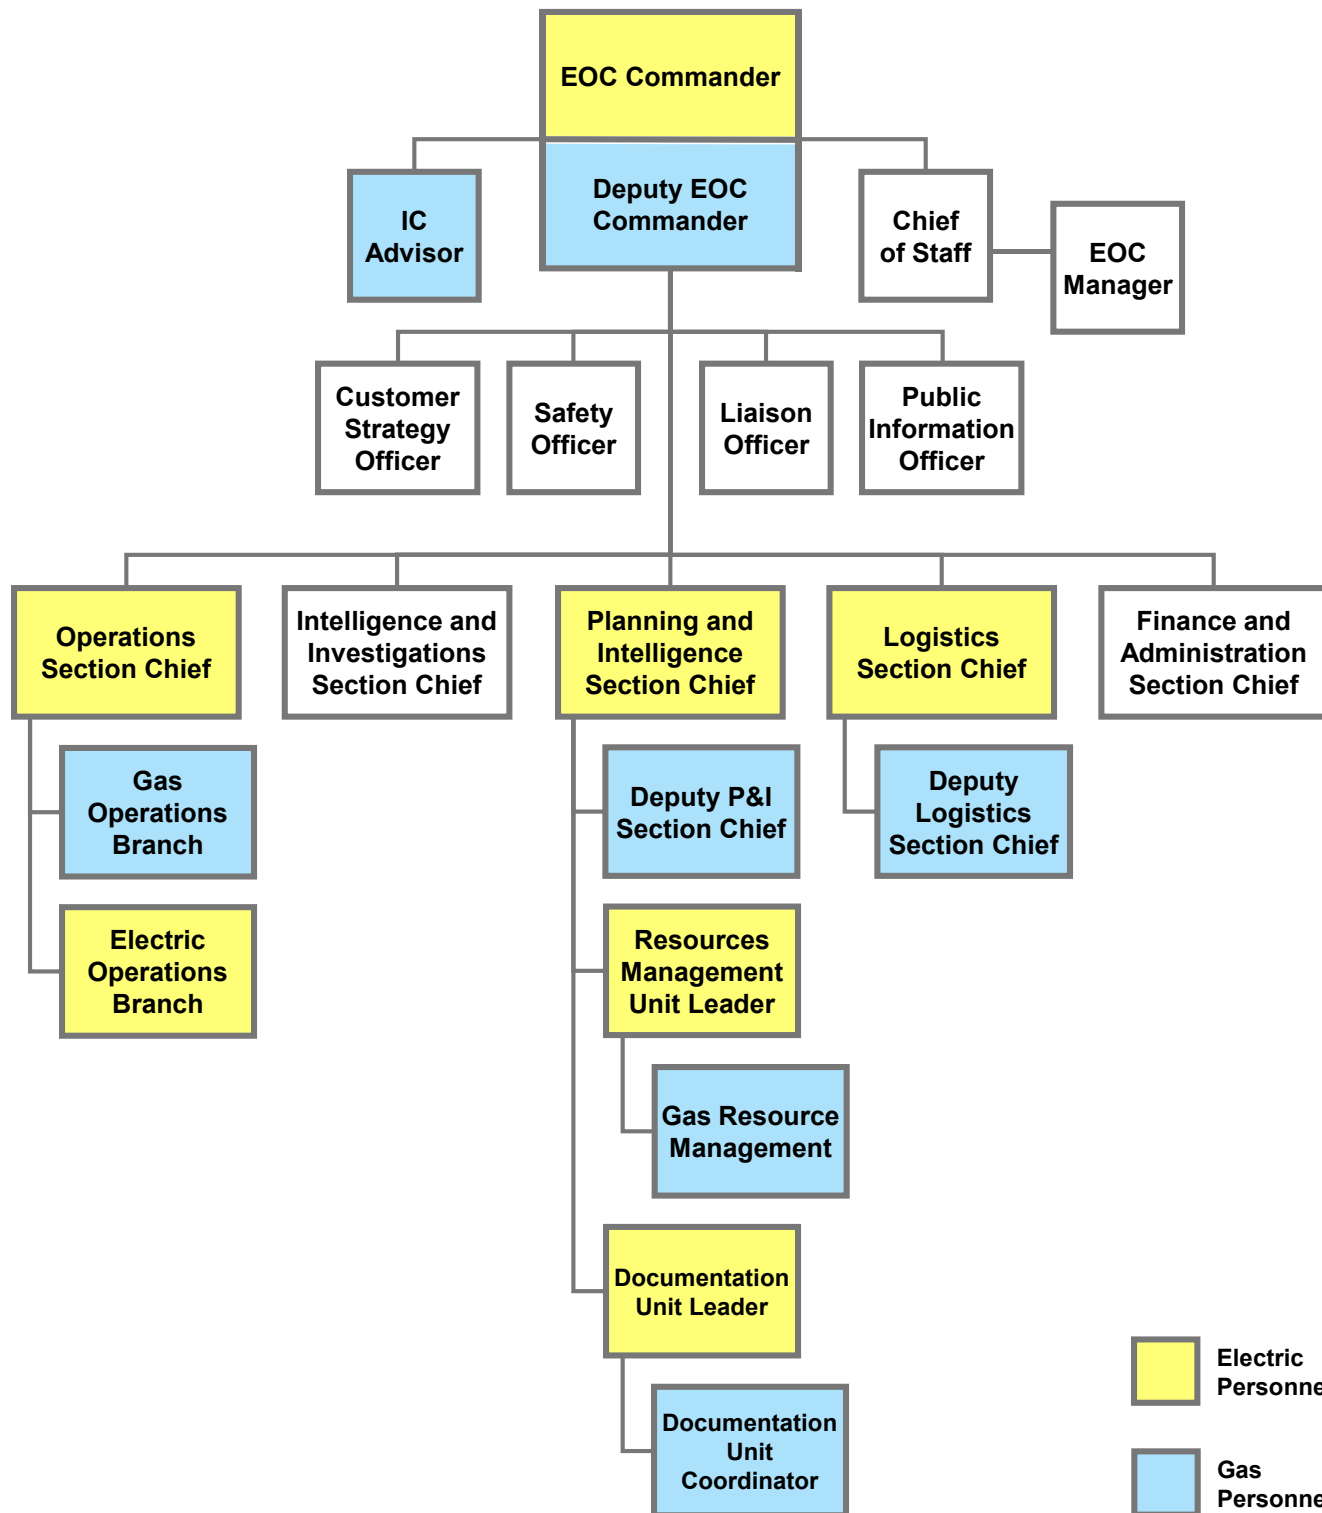 EOC Commander
Deputy EOC
Commander
IC
Advisor
Chief
of Staff
EOC
Manager
Customer
Strategy
Officer
Safety
Officer
Liaison
Officer
Public
Information
Officer
Operations
Section Chief
Intelligence and
Investigations
Section Chief
Planning and
Intelligence
Section Chief
Logistics
Section Chief
Finance and
Administration
Section Chief
Gas
Operations
Branch
Deputy P&I
Section Chief
Deputy
Logistics
Section Chief
Electric
Operations
Branch
Resources
Management
Unit Leader
Gas Resource
Management
Documentation
Unit Leader
Documentation
Unit
Coordinator
Electric
Personne
Gas
Personne